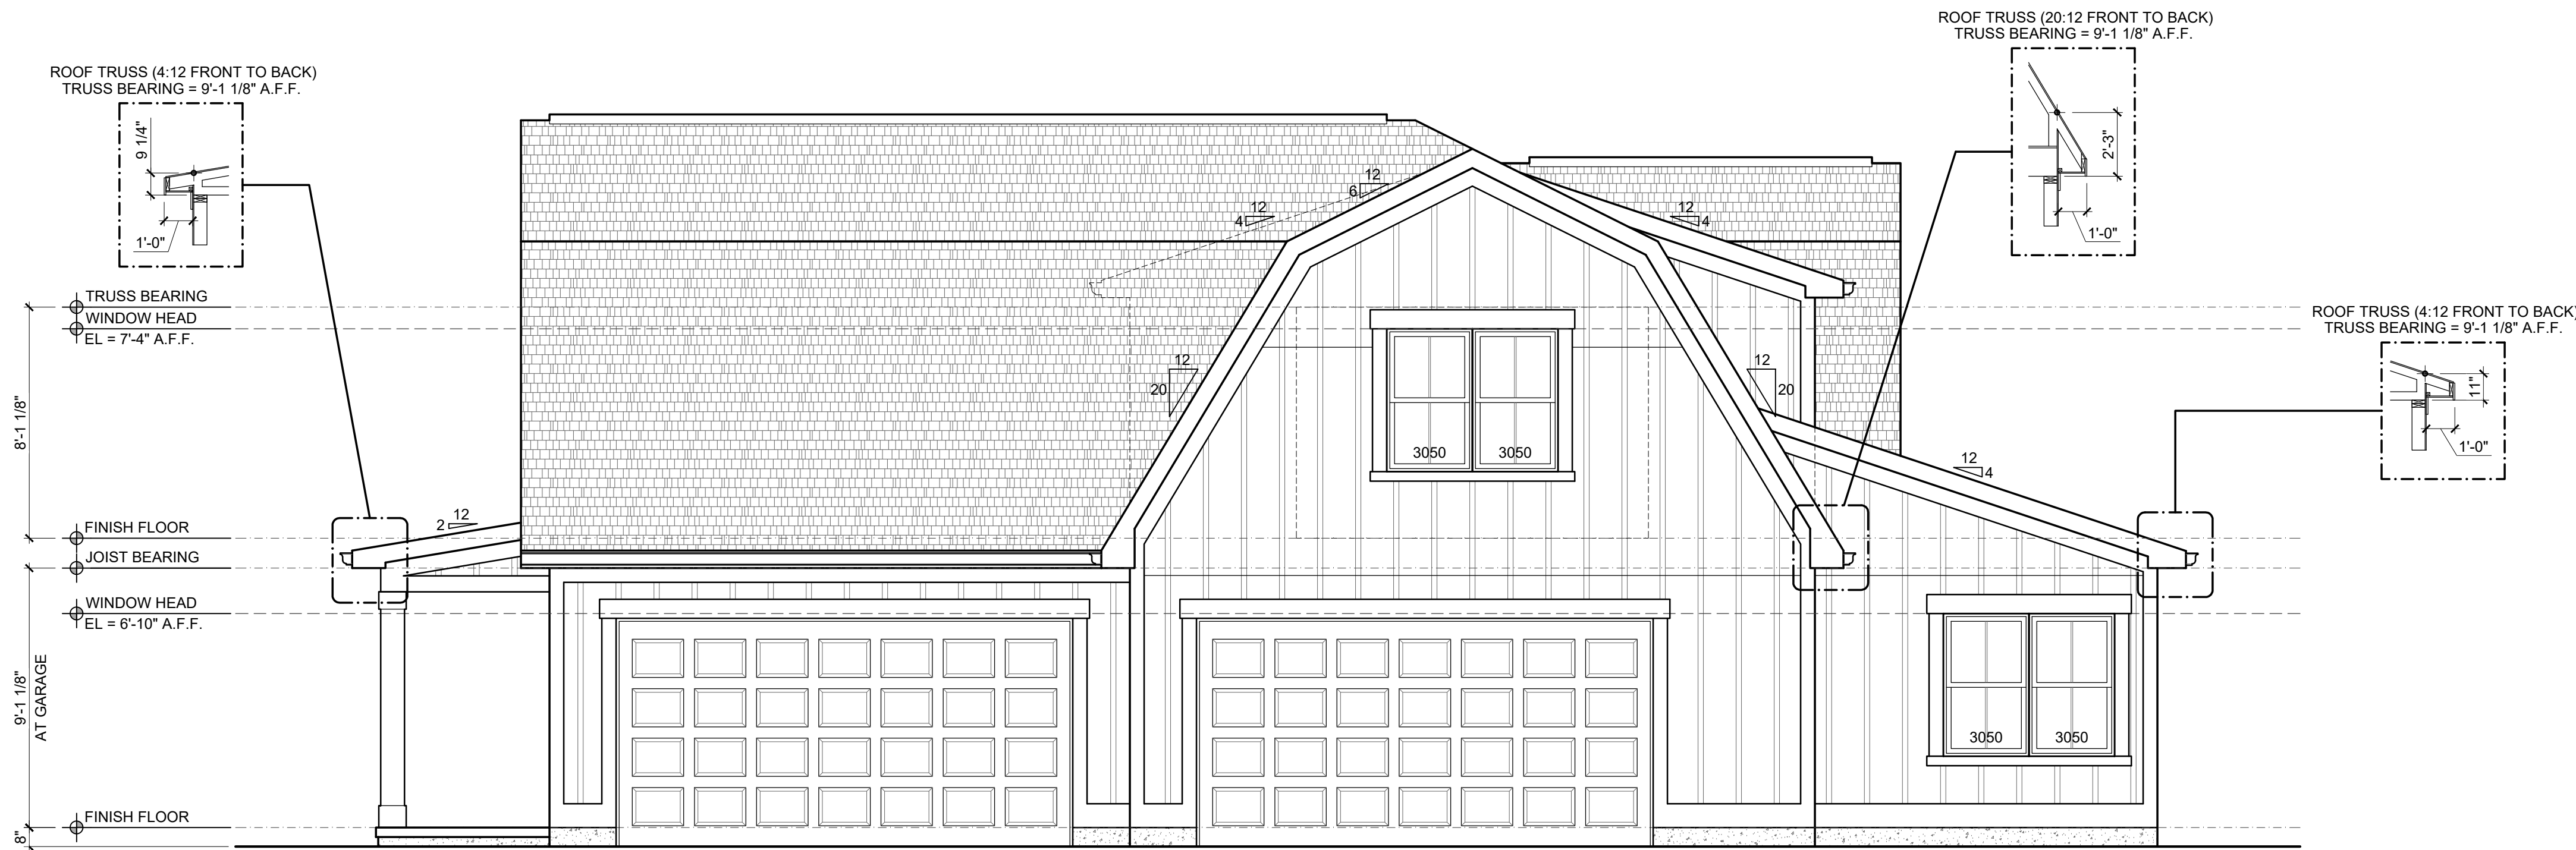 ROOF TRUSS (20:12 FRONT TO BACK)
TRUSS BEARING = 9'-1 1/8" A.F.F.
2'-3"
1'-0"
ROOF TRUSS (4:12 FRONT TO BACK)
TRUSS BEARING = 9'-1 1/8" A.F.F.
9 1/4"
1'-0"
12
6
12
4
12
4
TRUSS BEARING
WINDOW HEAD
EL = 7'-4" A.F.F.
ROOF TRUSS (4:12 FRONT TO BACK)
TRUSS BEARING = 9'-1 1/8" A.F.F.
11"
1'-0"
12
20
12
20
8'-1 1/8"
3050
3050
12
4
12
2
FINISH FLOOR
JOIST BEARING
WINDOW HEAD
EL = 6'-10" A.F.F.
9'-1 1/8"
AT GARAGE
3050
3050
FINISH FLOOR
8"